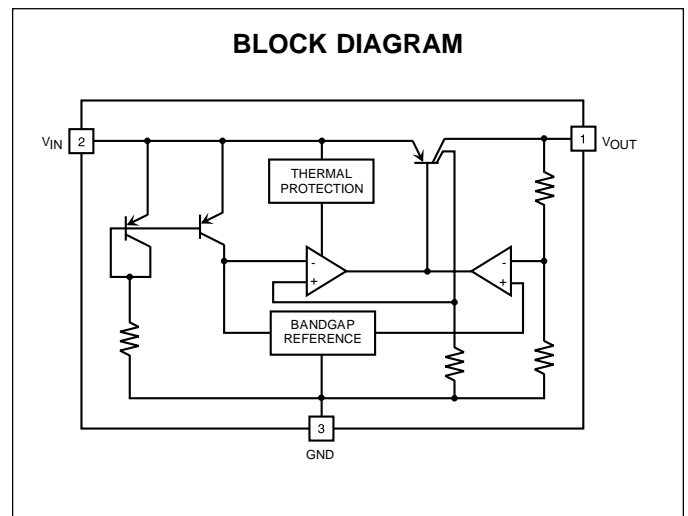 BLOCK DIAGRAM
VIN 2
1 VOUT
THERMAL
PROTECTION
-
+
-
+
BANDGAP
REFERENCE
3
GND